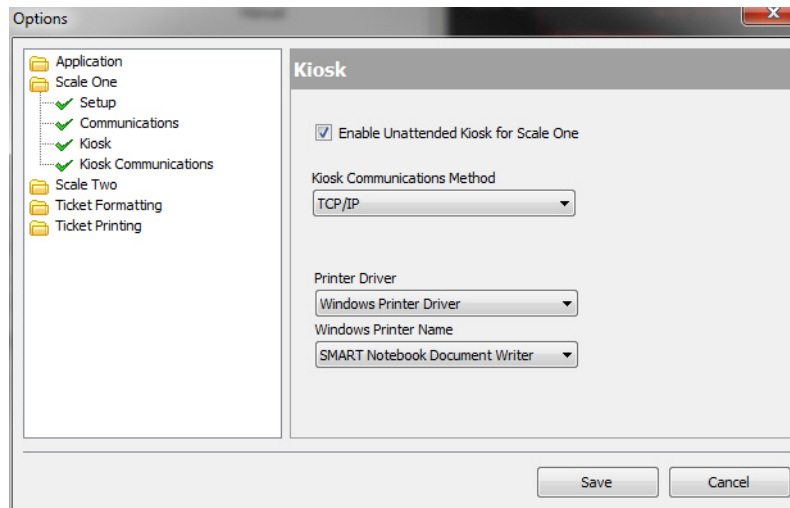 Options
Application
Scale One
Setup
Communications
Kiosk
Kiosk Communications
Scale Two
Ticket Formatting
Ticket Printing
Kiosk
Enable Unattended Kiosk for Scale One
Kiosk Communications Method
TCP/IP
Printer Driver
Windows Printer Driver
Windows Printer Name
SMART Notebook Document Writer
Save
Cancel